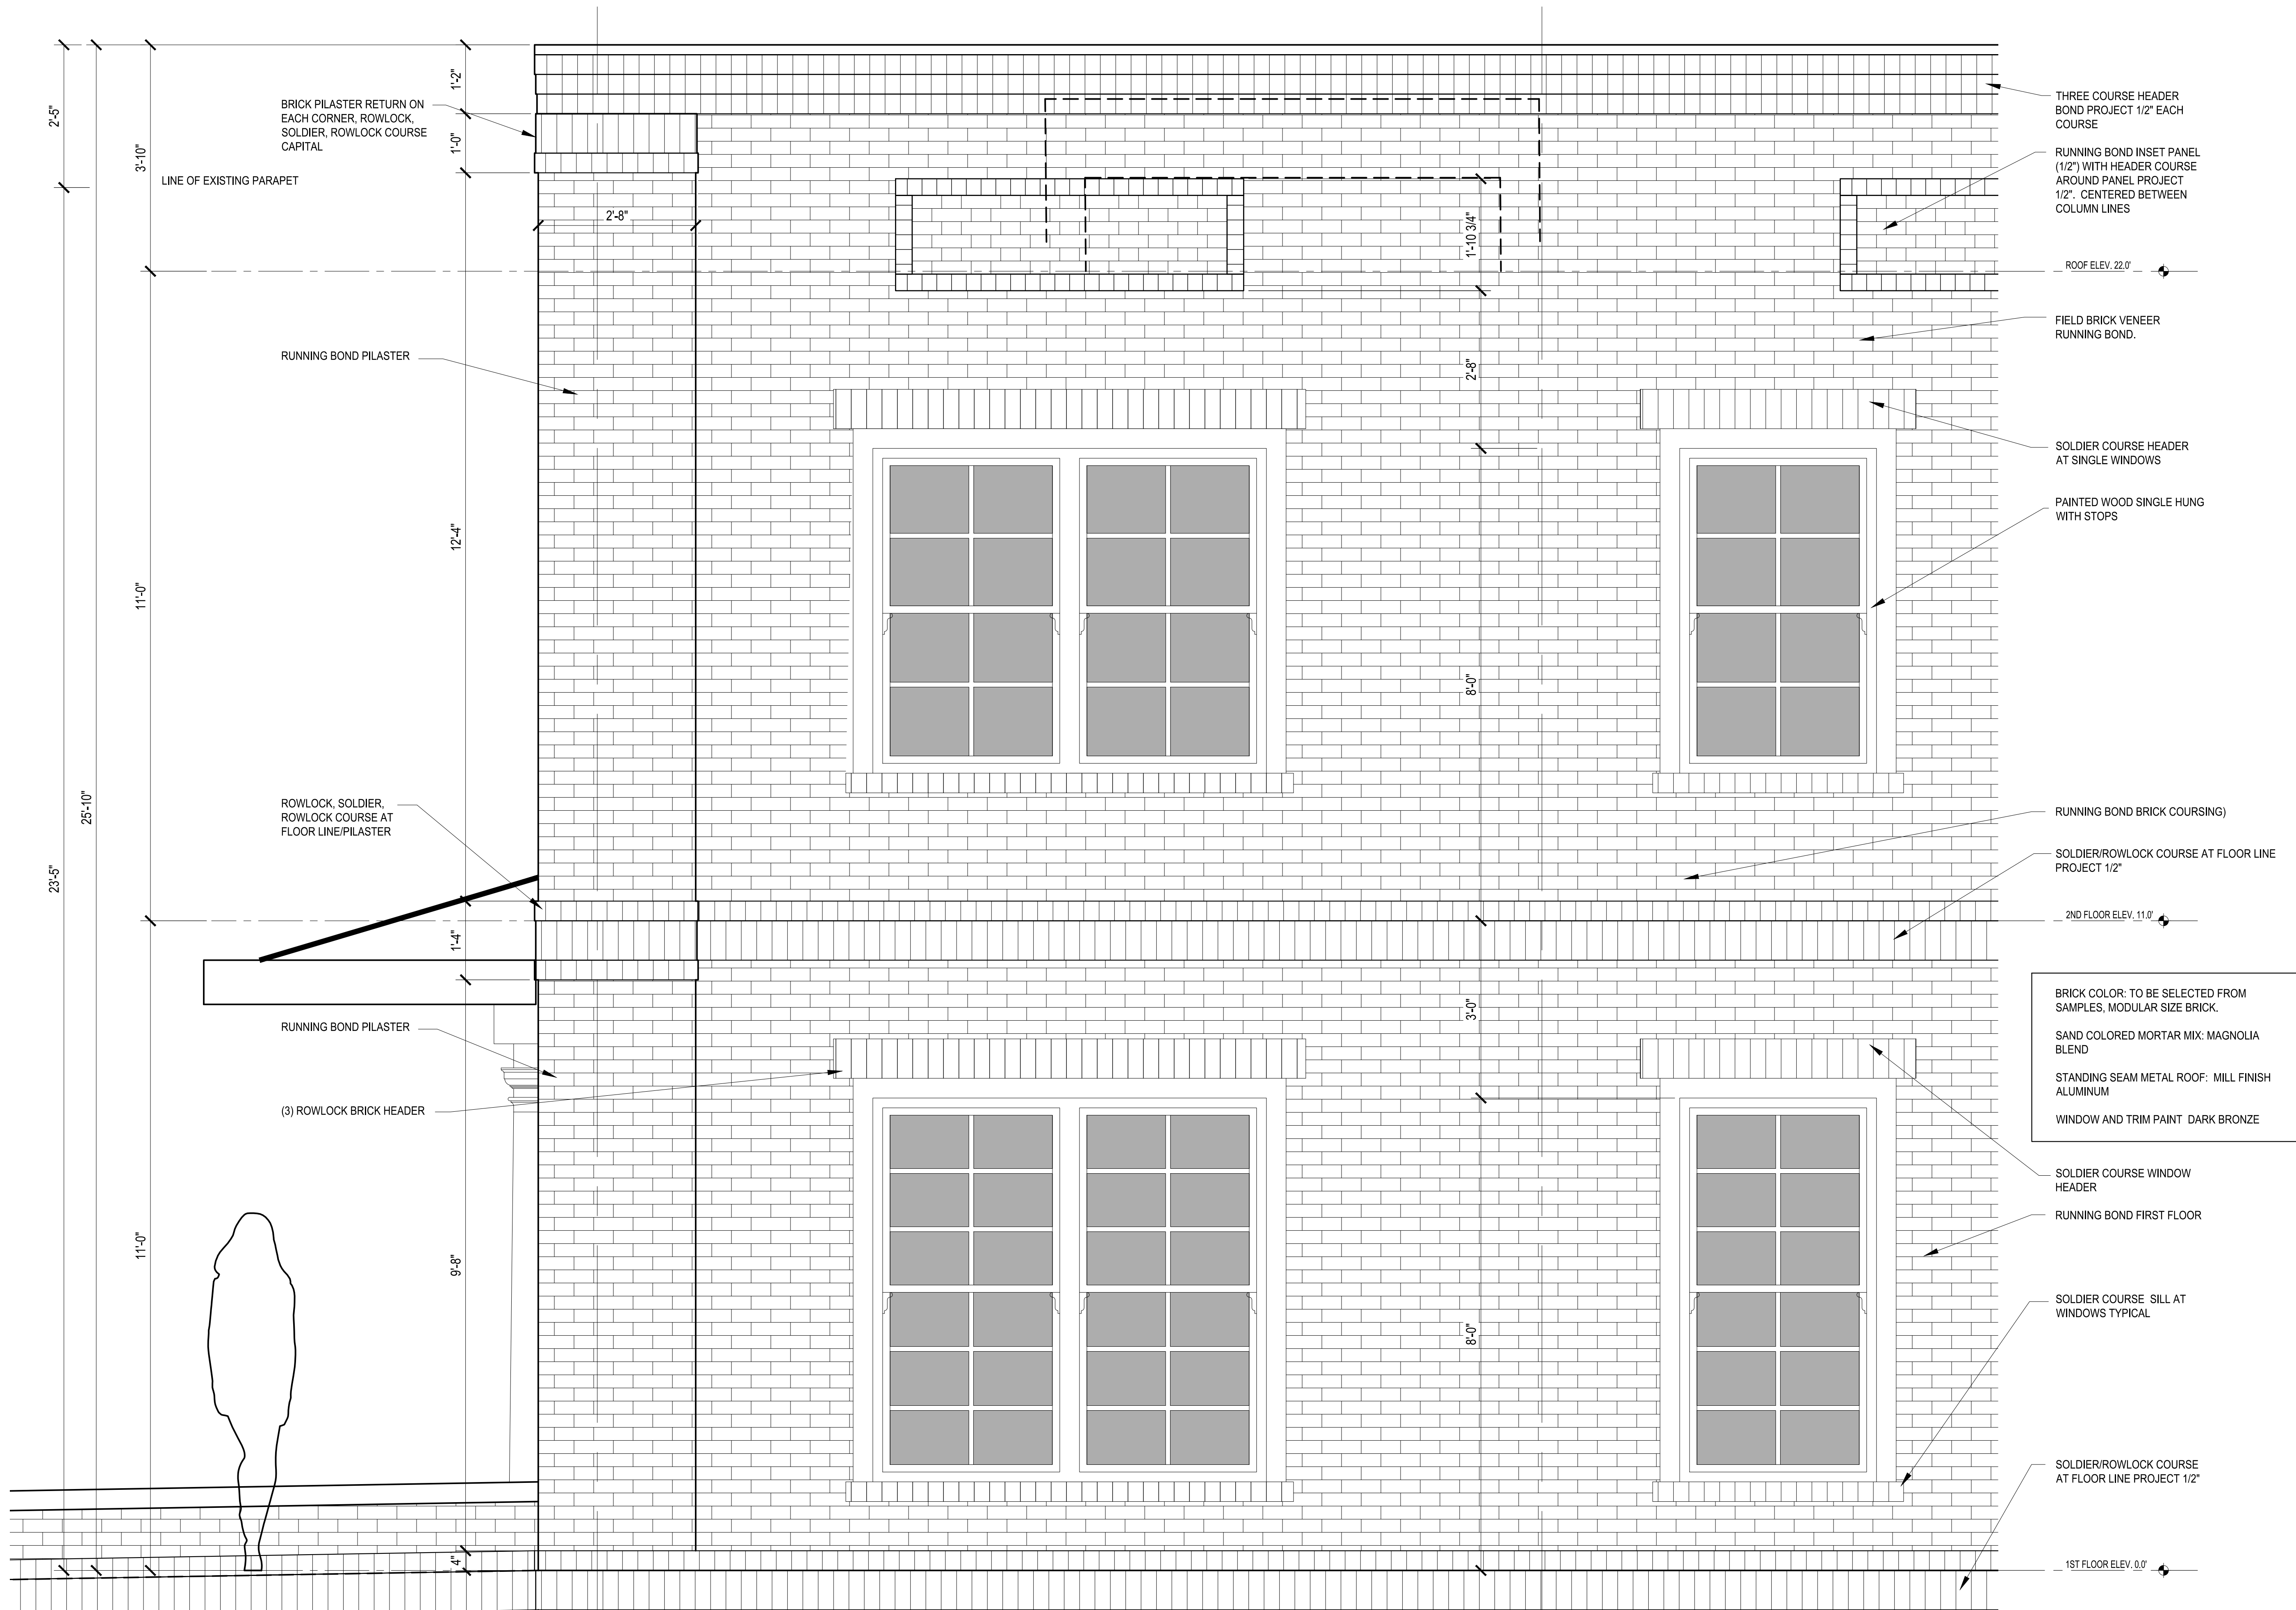 2'-5"
25'-10"
23'-5"
3'-10"
11'-0"
11'-0"
1'-2"
1'-0"
12'-4"
1'-4"
9'-8"
4"
BRICK PILASTER RETURN ON
EACH CORNER, ROWLOCK,
SOLDIER, ROWLOCK COURSE
CAPITAL
LINE OF EXISTING PARAPET
2'-8"
RUNNING BOND PILASTER
ROWLOCK, SOLDIER,
ROWLOCK COURSE AT
FLOOR LINE/PILASTER
RUNNING BOND PILASTER
(3) ROWLOCK BRICK HEADER
1'-10 3/4"
2'-8"
8'-0"
3'-0"
8'-0"
THREE COURSE HEADER
BOND PROJECT 1/2" EACH
COURSE
RUNNING BOND INSET PANEL
(1/2") WITH HEADER COURSE
AROUND PANEL PROJECT
1/2". CENTERED BETWEEN
COLUMN LINES
ROOF ELEV. 22.0'
FIELD BRICK VENEER
RUNNING BOND.
SOLDIER COURSE HEADER
AT SINGLE WINDOWS
PAINTED WOOD SINGLE HUNG
WITH STOPS
RUNNING BOND BRICK COURSING)
SOLDIER/ROWLOCK COURSE AT FLOOR LINE
PROJECT 1/2"
2ND FLOOR ELEV. 11.0'
BRICK COLOR: TO BE SELECTED FROM
SAMPLES, MODULAR SIZE BRICK.
SAND COLORED MORTAR MIX: MAGNOLIA
BLEND
STANDING SEAM METAL ROOF: MILL FINISH
ALUMINUM
WINDOW AND TRIM PAINT DARK BRONZE
SOLDIER COURSE WINDOW
HEADER
RUNNING BOND FIRST FLOOR
SOLDIER COURSE SILL AT
WINDOWS TYPICAL
SOLDIER/ROWLOCK COURSE
AT FLOOR LINE PROJECT 1/2"
1ST FLOOR ELEV. 0.0'